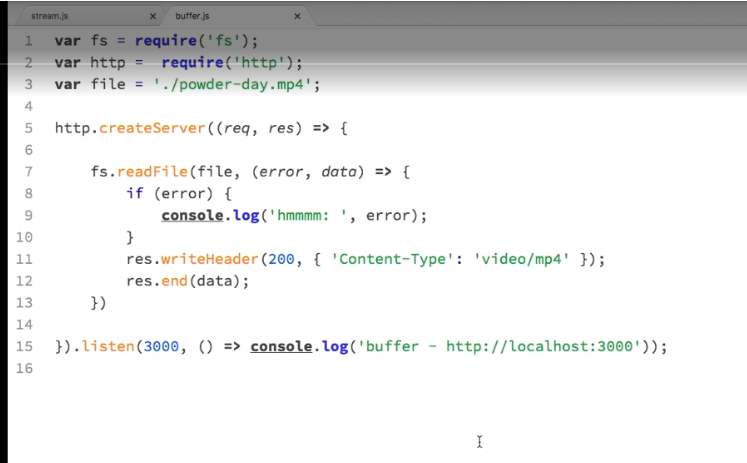 stream.js × buffer.js ×
1 var fs = require('fs');
2 var http =  require('http');
3 var file = './powder-day.mp4';
4
5 http.createServer((req, res) => {
6
7     fs.readFile(file, (error, data) => {
8         if (error) {
9             console.log('hmmmm: ', error);
10         }
11         res.writeHeader(200, { 'Content-Type': 'video/mp4' });
12         res.end(data);
13     })
14
15 }).listen(3000, () => console.log('buffer - http://localhost:3000'));
16